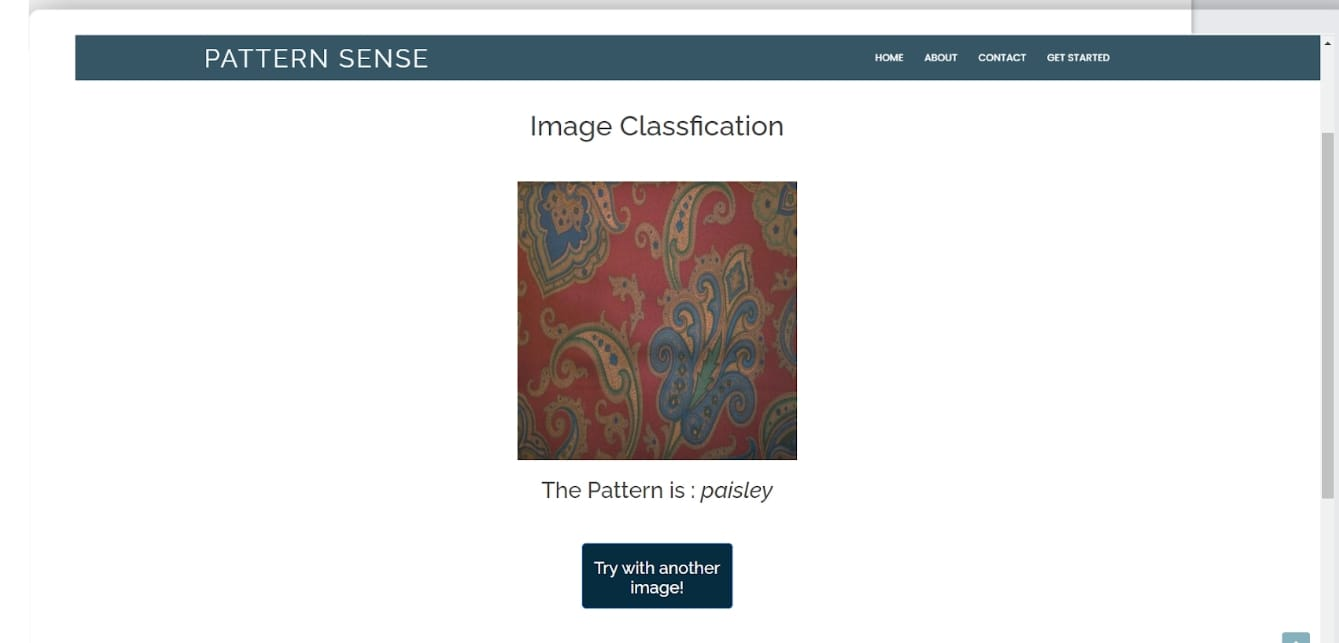 PATTERN SENSE
HOME ABOUT CONTACT GET STARTED
Image Classfication
The Pattern is : paisley
Try with another
image!